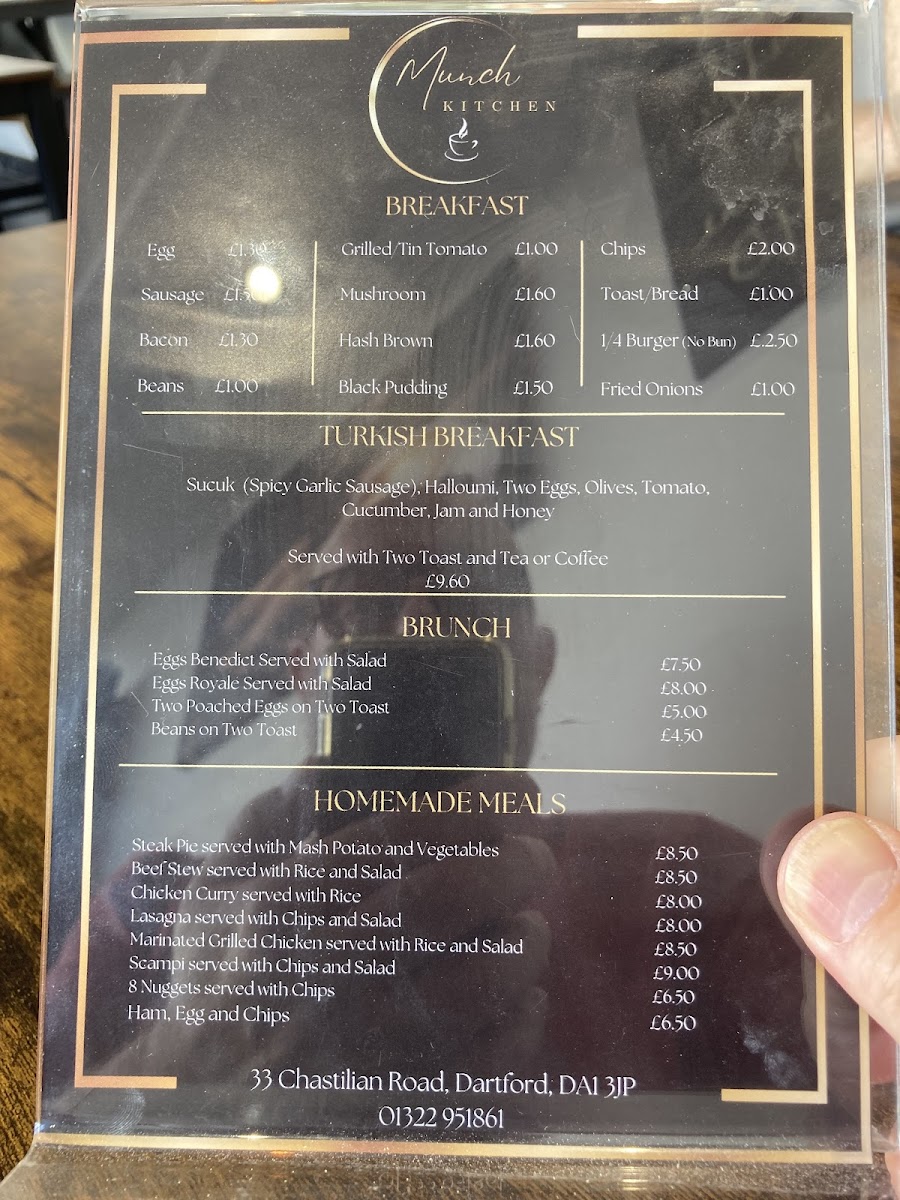 Munch
KITCHEN
BREAKFAST
Egg £1.30 Grilled/Tin Tomato £1.00 Chips £2.00
Sausage Mushroom £1.60 Toast/Bread £1.00
Bacon £1.30 Hash Brown £1.60 1/4 Burger (No Bun) £.2.50
Beans £1.00 Black Pudding £1.50 Fried Onions £1.00
TURKISH BREAKFAST
Sucuk (Spicy Garlic Sausage), Halloumi, Two Eggs, Olives, Tomato,
Cucumber, Jam and Honey
Served with Two Toast and Tea or Coffee
£9.60
BRUNCH
Eggs Benedict Served with Salad £7.50
Eggs Royale Served with Salad £8.00
Two Poached Eggs on Two Toast £5.00
Beans on Two Toast £4.50
HOMEMADE MEALS
Steak Pie served with Mash Potato and Vegetables £8.50
Beef Stew served with Rice and Salad £8.50
Chicken Curry served with Rice £8.00
Lasagna served with Chips and Salad £8.00
Marinated Grilled Chicken served with Rice and Salad £8.50
Scampi served with Chips and Salad £9.00
8 Nuggets served with Chips £6.50
Ham, Egg and Chips £6.50
33 Chastilian Road, Dartford, DA1 3JP
01322 951861